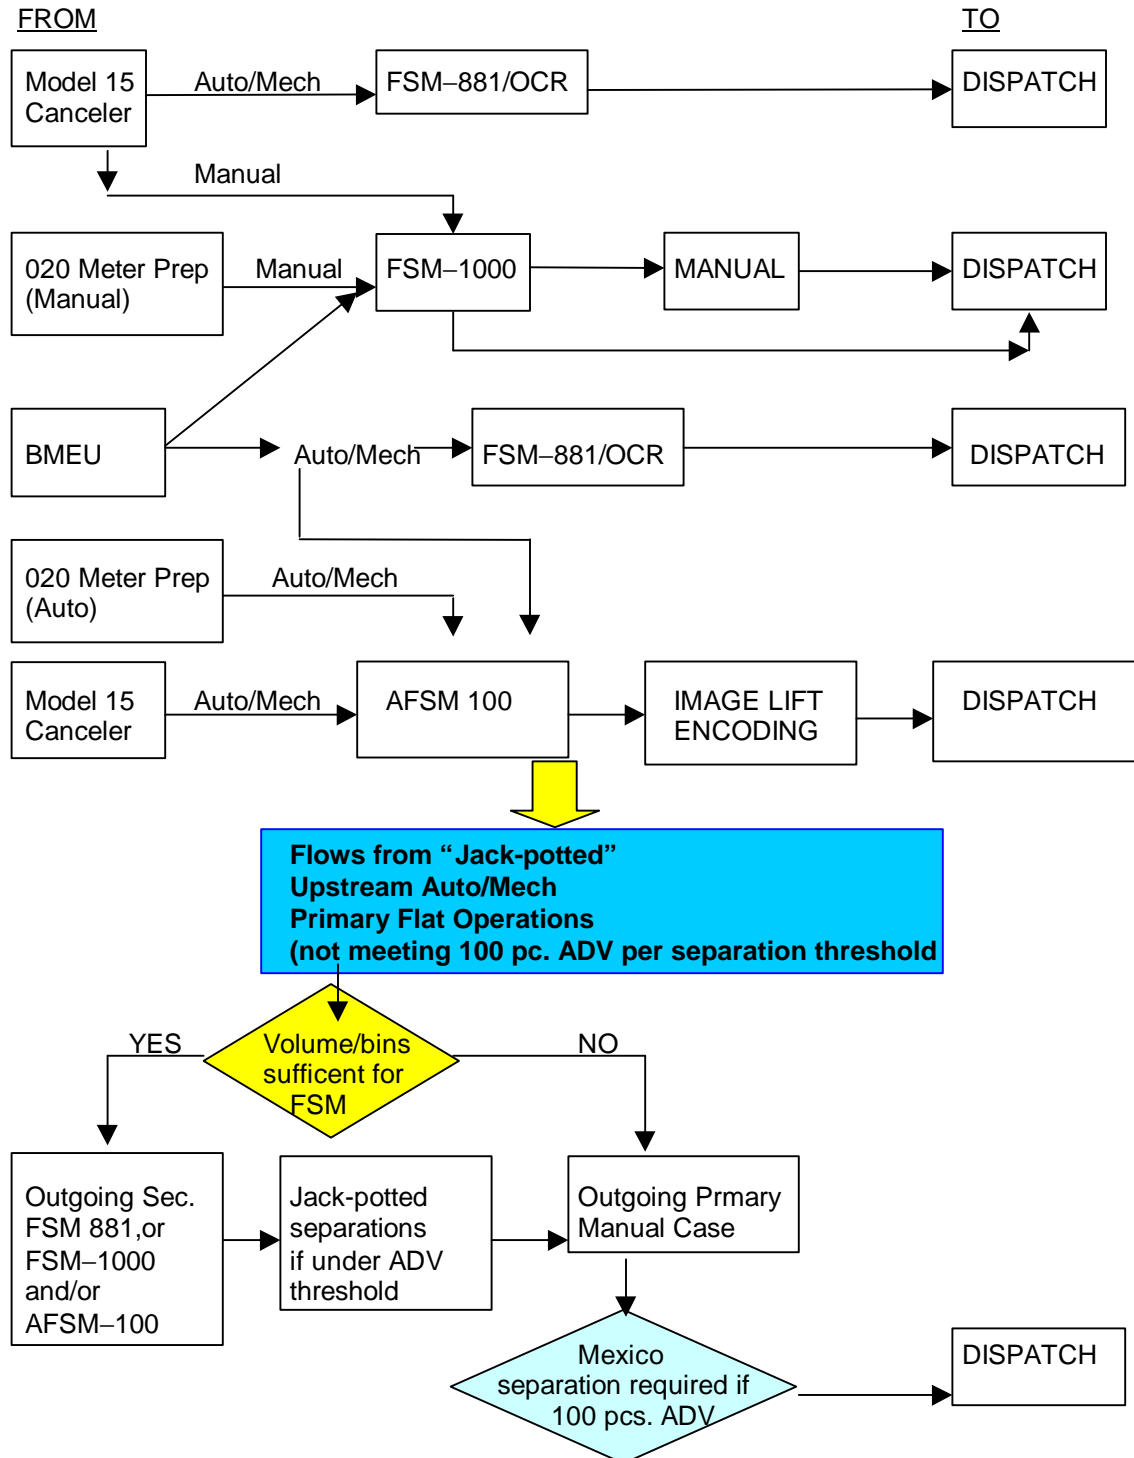 FROM
TO
Model 15
Canceler
Auto/Mech
FSM–881/OCR
DISPATCH
Manual
020 Meter Prep
(Manual)
Manual
FSM–1000
MANUAL
DISPATCH
BMEU
Auto/Mech
FSM–881/OCR
DISPATCH
020 Meter Prep
(Auto)
Auto/Mech
Model 15
Canceler
Auto/Mech
AFSM 100
IMAGE LIFT
ENCODING
DISPATCH
Flows from “Jack-potted”
Upstream Auto/Mech
Primary Flat Operations
(not meeting 100 pc. ADV per separation threshold
YES
Volume/bins
sufficent for
FSM
NO
Outgoing Sec.
FSM 881,or
FSM–1000
and/or
AFSM–100
Jack-potted
separations
if under ADV
threshold
Outgoing Prmary
Manual Case
Mexico
separation required if
100 pcs. ADV
DISPATCH